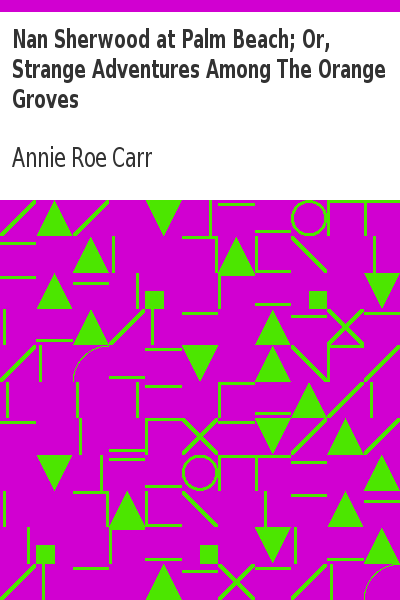 Nan Sherwood at Palm Beach; Or,
Strange Adventures Among The Orange
Groves
Annie Roe Carr